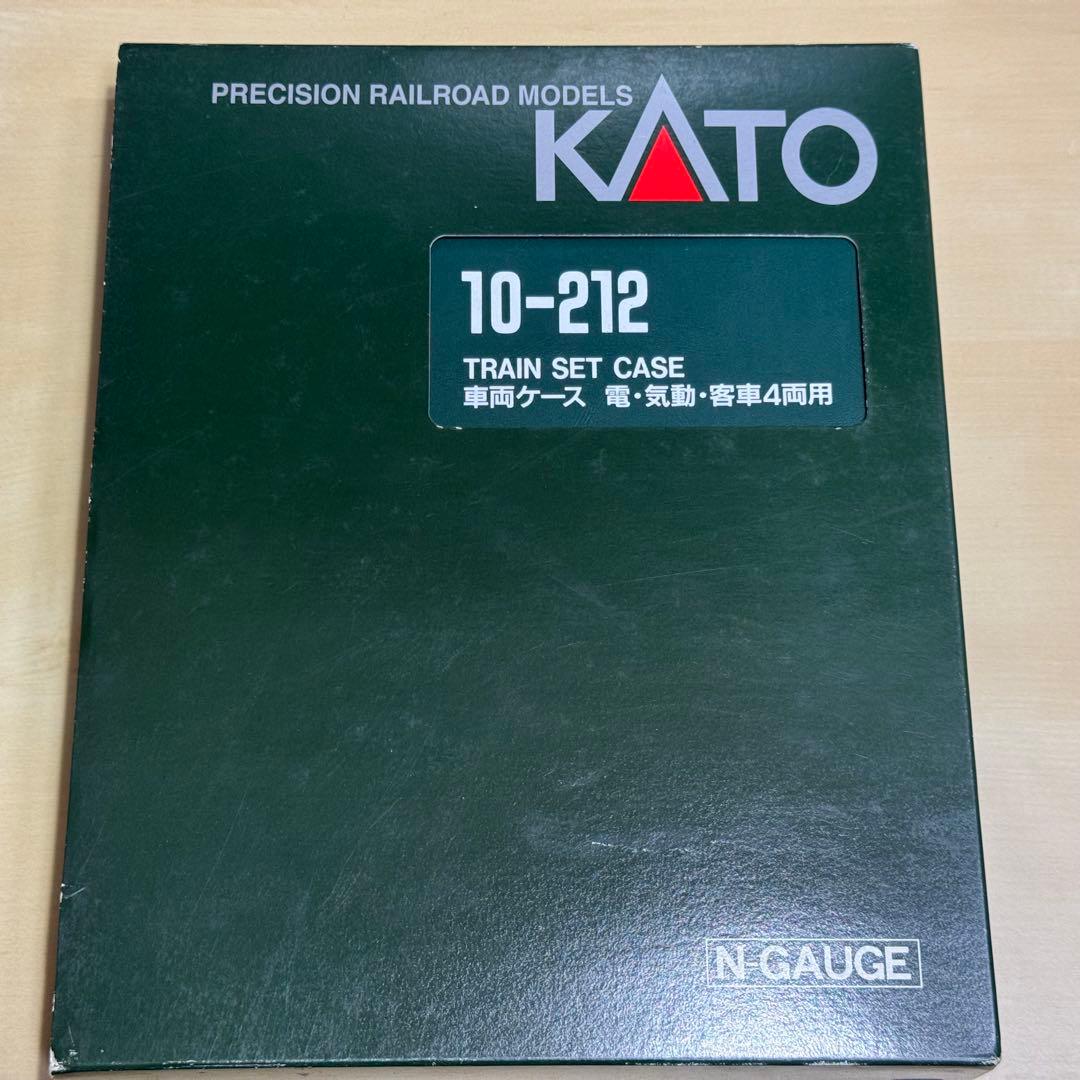 PRECISION RAILROAD MODELS
KATO
10-212
TRAIN SET CASE
車両ケース 電・気動・客車4両用
N-GAUGE